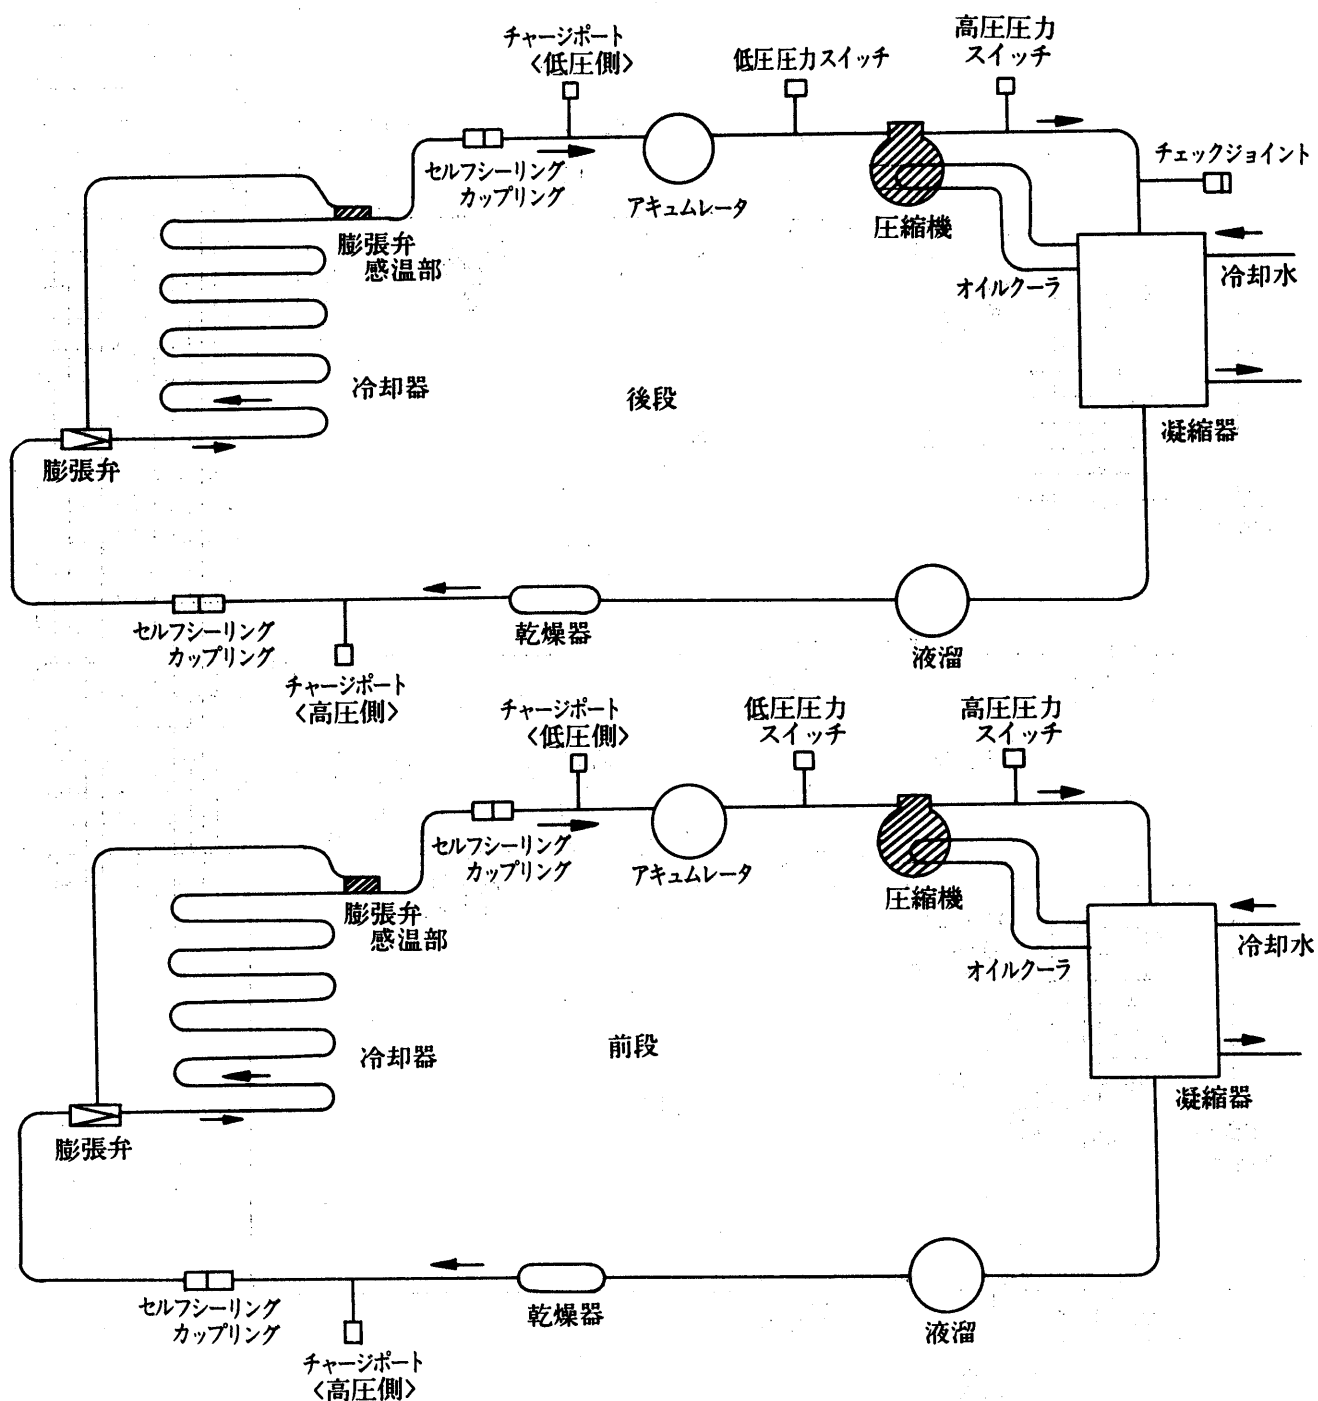 チャージポート
〈低圧側〉
低圧圧力スイッチ
高圧圧力
スイッチ
チェックジョイント
セルフシーリング
カップリング
アキュムレータ
圧縮機
膨張弁
感温部
オイルクーラ
冷却水
冷却器
後段
凝縮器
膨張弁
セルフシーリング
カップリング
乾燥器
液溜
チャージポート
〈高圧側〉
チャージポート
〈低圧側〉
低圧圧力
スイッチ
高圧圧力
スイッチ
セルフシーリング
カップリング
アキュムレータ
圧縮機
膨張弁
感温部
オイルクーラ
冷却水
冷却器
前段
凝縮器
膨張弁
セルフシーリング
カップリング
乾燥器
液溜
チャージポート
〈高圧側〉